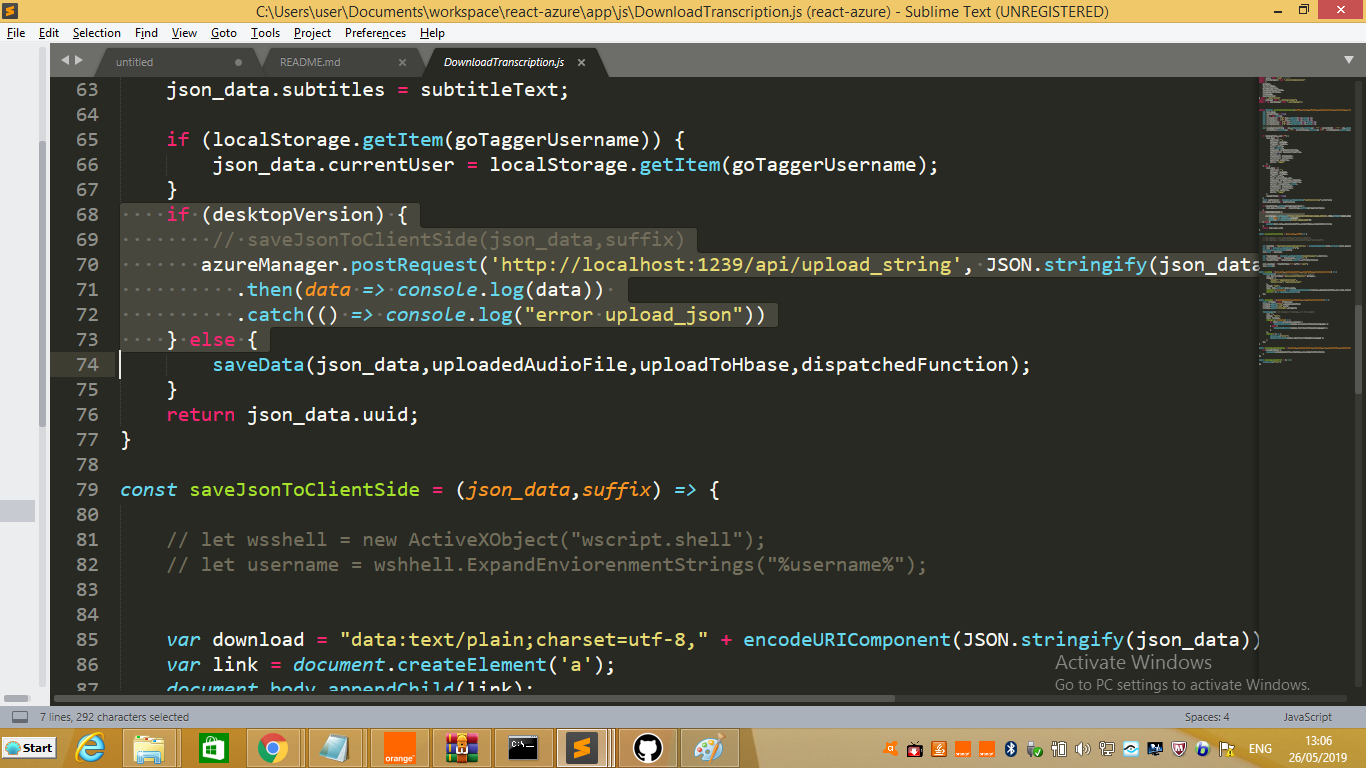 C:\Users\user\Documents\workspace\react-azure\app\js\DownloadTranscription.js (react-azure) - Sublime Text (UNREGISTERED)
File Edit Selection Find View Goto Tools Project Preferences Help
untitled README.md DownloadTranscription.js
63 json_data.subtitles = subtitleText;
64
65 if (localStorage.getItem(goTaggerUsername)) {
66 json_data.currentUser = localStorage.getItem(goTaggerUsername);
67 }
68 if (desktopVersion) {
69 // saveJsonToClientSide(json_data,suffix)
70 azureManager.postRequest('http://localhost:1239/api/upload_string', JSON.stringify(json_data
71 .then(data => console.log(data))
72 .catch(() => console.log("error upload_json"))
73 } else {
74 saveData(json_data,uploadedAudioFile,uploadToHbase,dispatchedFunction);
75 }
76 return json_data.uuid;
77 }
78
79 const saveJsonToClientSide = (json_data,suffix) => {
80
81 // let wsshell = new ActiveXObject("wscript.shell");
82 // let username = wshhell.ExpandEnviorenmentStrings("%username%");
83
84
85 var download = "data:text/plain;charset=utf-8," + encodeURIComponent(JSON.stringify(json_data))
86 var link = document.createElement('a');
87 document.body.appendChild(link);
Activate Windows
Go to PC settings to activate Windows.
7 lines, 292 characters selected Spaces: 4 JavaScript
Start orange ENG 13:06
26/05/2019